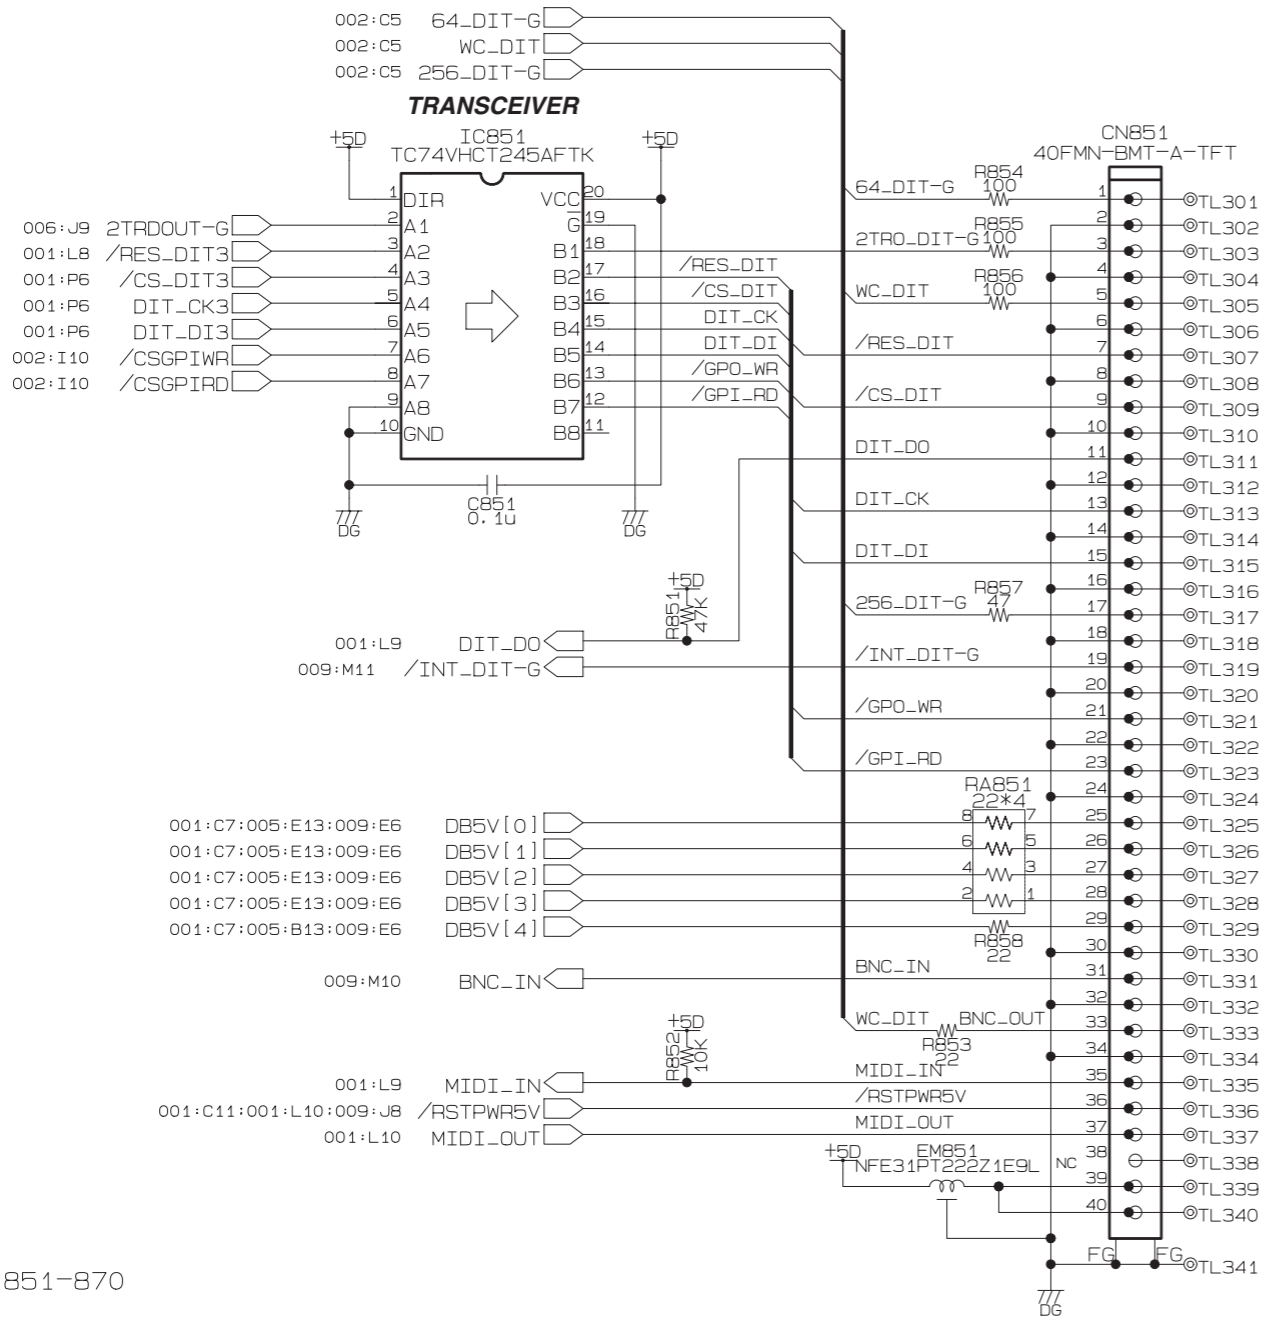 002:C5 64_DIT-G
002:C5 WC_DIT
002:C5 256_DIT-G
TRANSCEIVER
IC851
TC74VHCT245AFTK
+5D
+5D
1 DIR VCC 20
2 A1 G 19
3 A2 B1 18
4 A3 B2 17
5 A4 B3 16
6 A5 B4 15
7 A6 B5 14
8 A7 B6 13
9 A8 B7 12
10 GND B8 11
006:J9 2TRDOUT-G
001:L8 /RES_DIT3
001:P6 /CS_DIT3
001:P6 DIT_CK3
001:P6 DIT_DI3
002:I10 /CSGPIWR
002:I10 /CSGPIRD
C851
0.1u
DG
DG
/RES_DIT
/CS_DIT
DIT_CK
DIT_DI
/GPO_WR
/GPI_RD
CN851
40FMN-BMT-A-TFT
64_DIT-G R854 100 1 TL301
2 TL302
2TRO_DIT-G R855 100 3 TL303
4 TL304
WC_DIT R856 100 5 TL305
6 TL306
/RES_DIT 7 TL307
8 TL308
/CS_DIT 9 TL309
10 TL310
DIT_DO 11 TL311
12 TL312
DIT_CK 13 TL313
14 TL314
DIT_DI 15 TL315
16 TL316
256_DIT-G R857 47 17 TL317
18 TL318
/INT_DIT-G 19 TL319
20 TL320
/GPO_WR 21 TL321
22 TL322
/GPI_RD 23 TL323
24 TL324
+5D
R851
47K
001:L9 DIT_DO
009:M11 /INT_DIT-G
RA851
22*4
001:C7:005:E13:009:E6 DB5V[0] 8 7 25 TL325
001:C7:005:E13:009:E6 DB5V[1] 6 5 26 TL326
001:C7:005:E13:009:E6 DB5V[2] 4 3 27 TL327
001:C7:005:E13:009:E6 DB5V[3] 2 1 28 TL328
001:C7:005:B13:009:E6 DB5V[4] 29 TL329
R858
22
30 TL330
009:M10 BNC_IN BNC_IN 31 TL331
32 TL332
WC_DIT BNC_OUT 33 TL333
R853
22
34 TL334
+5D
R852
10K
001:L9 MIDI_IN MIDI_IN 35 TL335
001:C11:001:L10:009:J8 /RSTPWR5V /RSTPWR5V 36 TL336
001:L10 MIDI_OUT MIDI_OUT 37 TL337
+5D
EM851
NFE31PT222Z1E9L
NC 38 TL338
39 TL339
40 TL340
FG FG TL341
DG
851-870